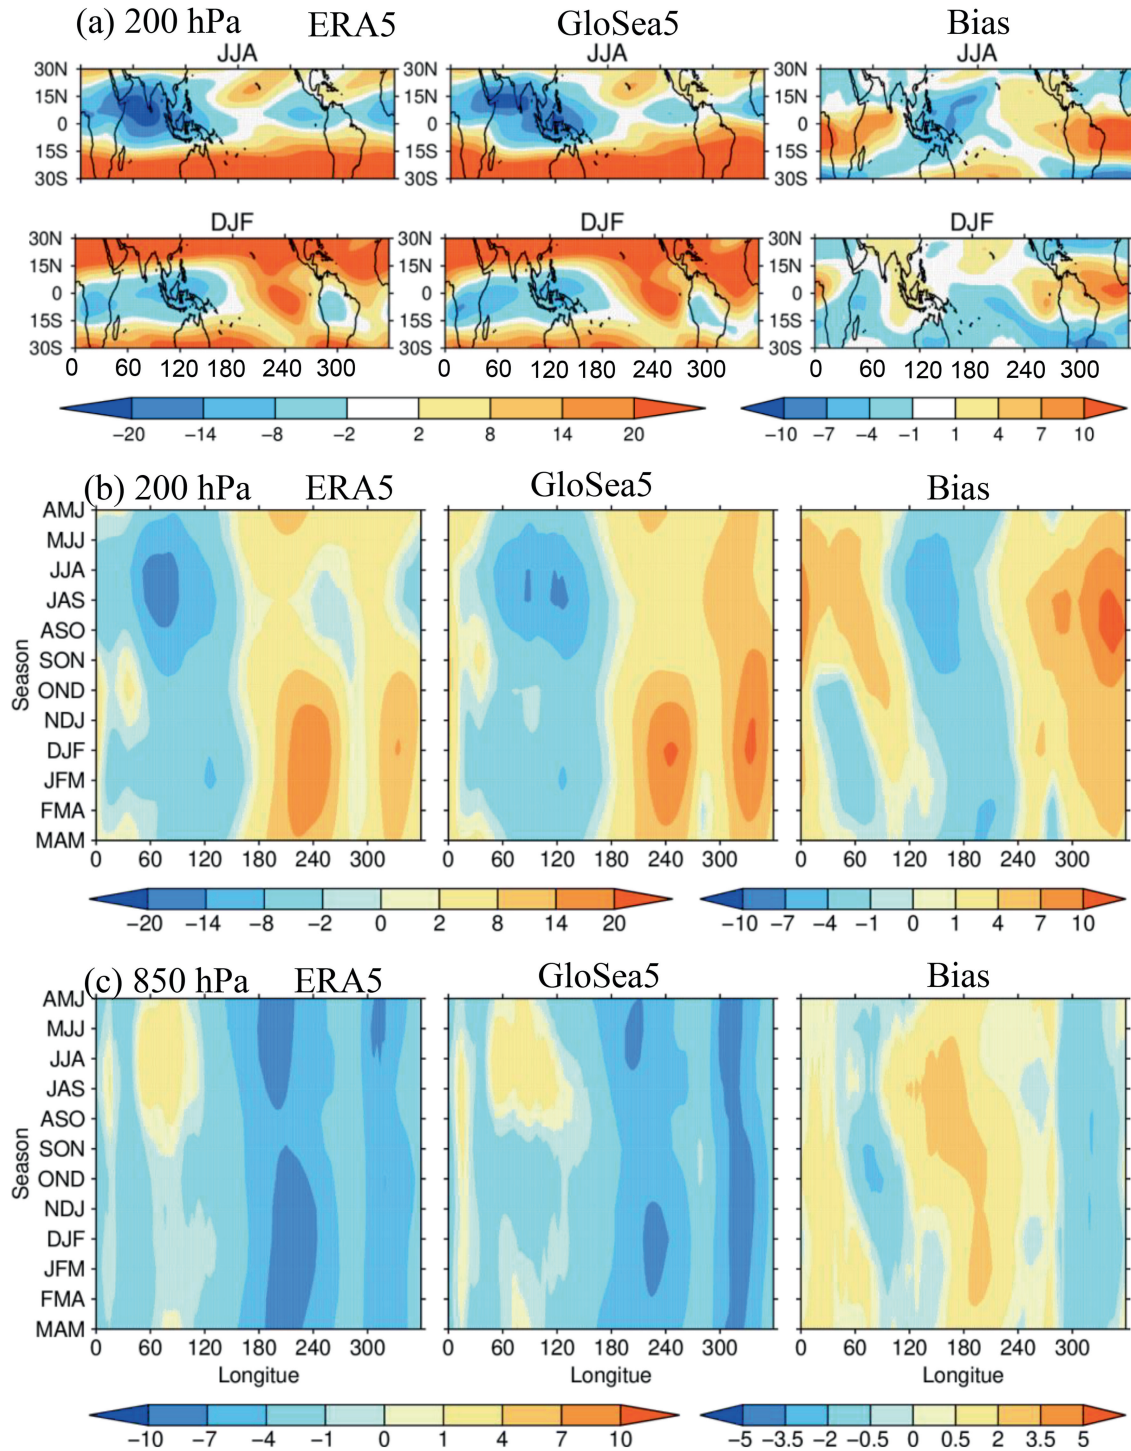 (a) 200 hPa ERA5 GloSea5 Bias
JJA JJA JJA
30N 30N 30N
15N 15N 15N
0 0 0
15S 15S 15S
30S 30S 30S
DJF DJF DJF
30N 30N 30N
15N 15N 15N
0 0 0
15S 15S 15S
30S 30S 30S
0 60 120 180 240 300 0 60 120 180 240 300 0 60 120 180 240 300
−20 −14 −8 −2 2 8 14 20 −10 −7 −4 −1 1 4 7 10
(b) 200 hPa ERA5 GloSea5 Bias
Season
AMJ
MJJ
JJA
JAS
ASO
SON
OND
NDJ
DJF
JFM
FMA
MAM
0 60 120 180 240 300 0 60 120 180 240 300 0 60 120 180 240 300
−20 −14 −8 −2 0 2 8 14 20 −10 −7 −4 −1 0 1 4 7 10
(c) 850 hPa ERA5 GloSea5 Bias
Season
AMJ
MJJ
JJA
JAS
ASO
SON
OND
NDJ
DJF
JFM
FMA
MAM
0 60 120 180 240 300 0 60 120 180 240 300 0 60 120 180 240 300
Longitue Longitue Longitue
−10 −7 −4 −1 0 1 4 7 10 −5 −3.5 −2 −0.5 0 0.5 2 3.5 5